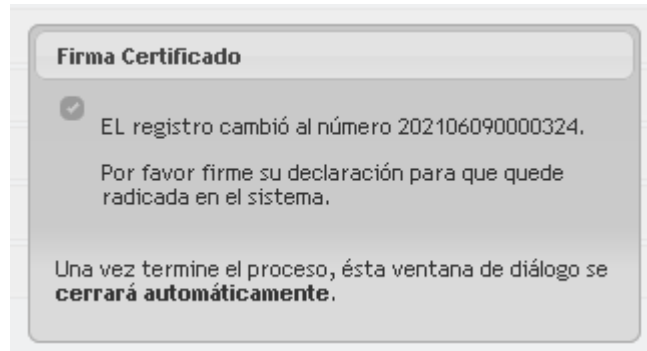 Firma Certificado
EL registro cambió al número 202106090000324.
Por favor firme su declaración para que quede
radicada en el sistema.
Una vez termine el proceso, ésta ventana de diálogo se
cerrará automáticamente.